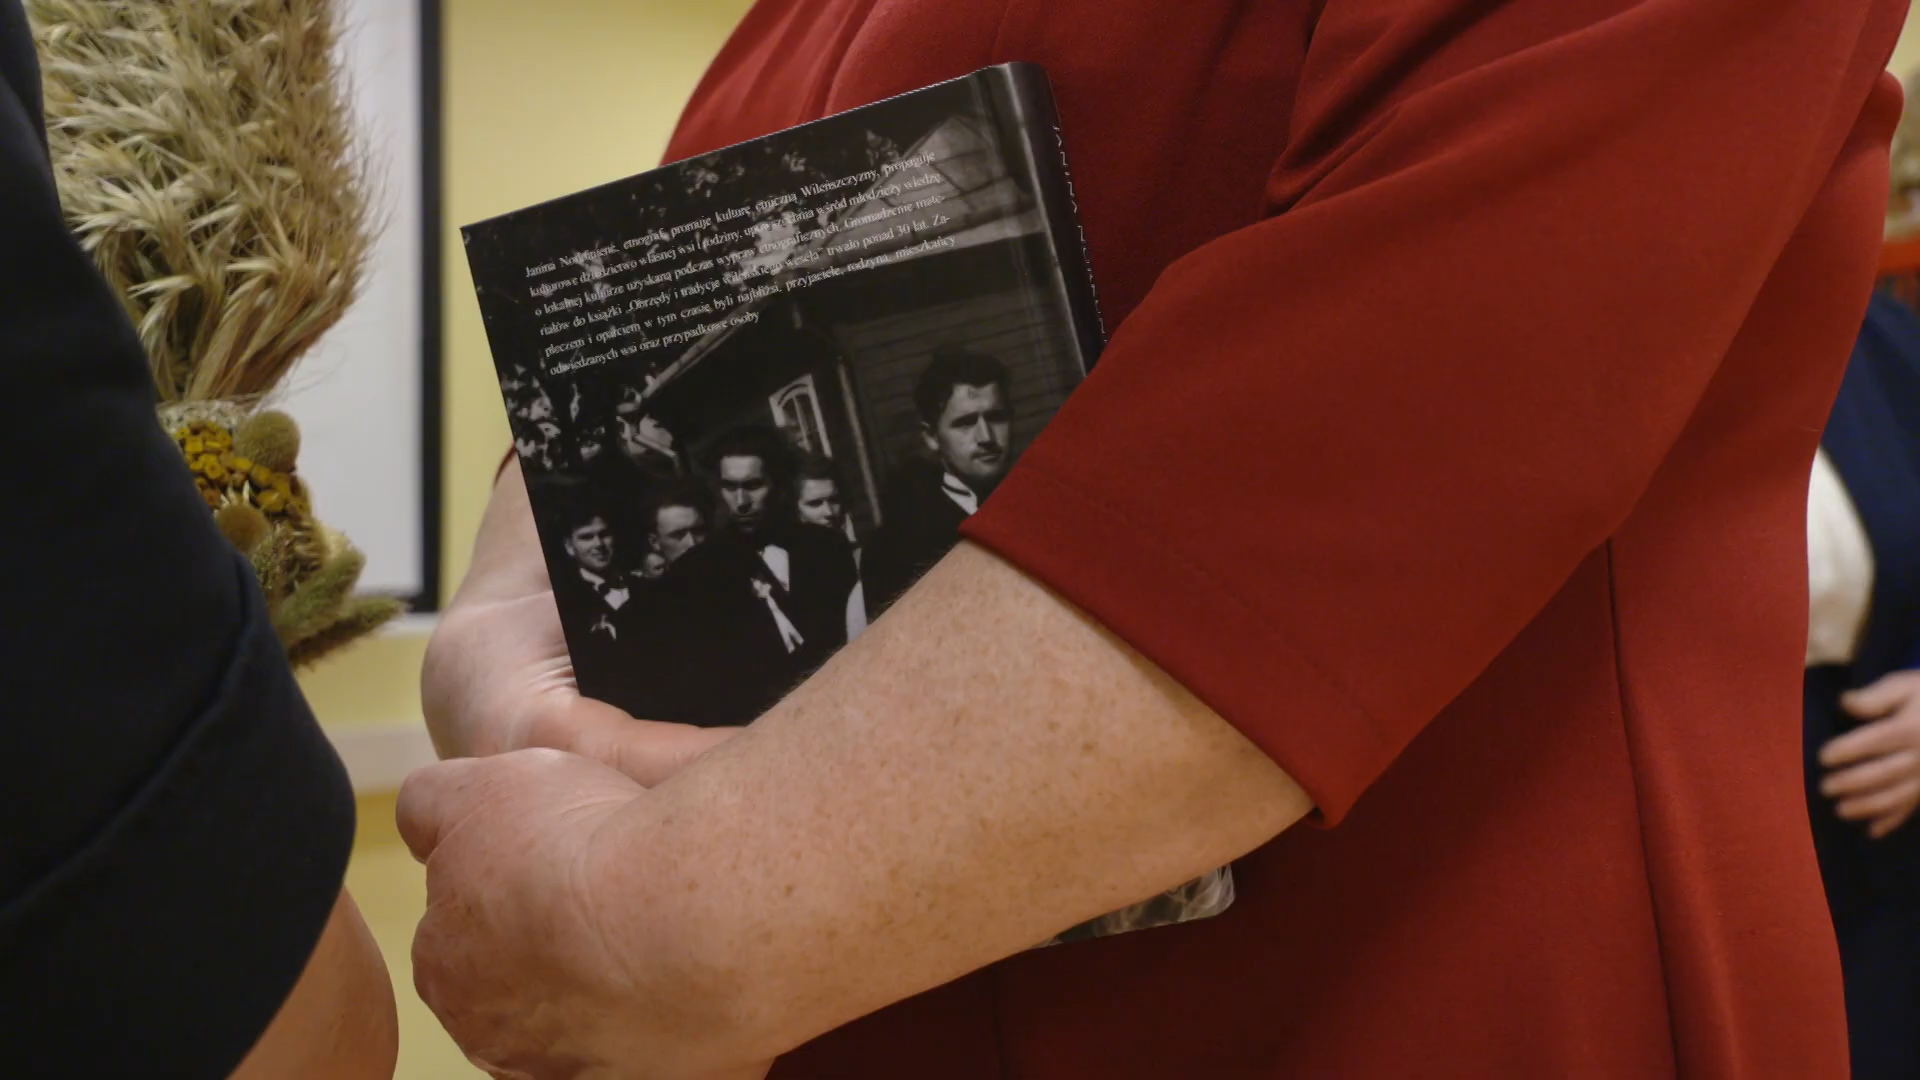 Janina Norkūnienė, etnograf, promuje kulturę etniczną Wileńszczyzny, propaguje
kulturowe dziedzictwo własnej wsi i rodziny, upowszechnia wśród młodzieży wiedzę
o lokalnej kulturze uzyskaną podczas wypraw etnograficznych. Gromadzenie mate-
riałów do książki „Obrzędy i tradycje wileńskiego wesela” trwało ponad 30 lat. Za-
pleczem i oparciem w tym czasie byli najbliżsi, przyjaciele, rodzina, mieszkańcy
odwiedzanych wsi oraz przypadkowe osoby
JANINA